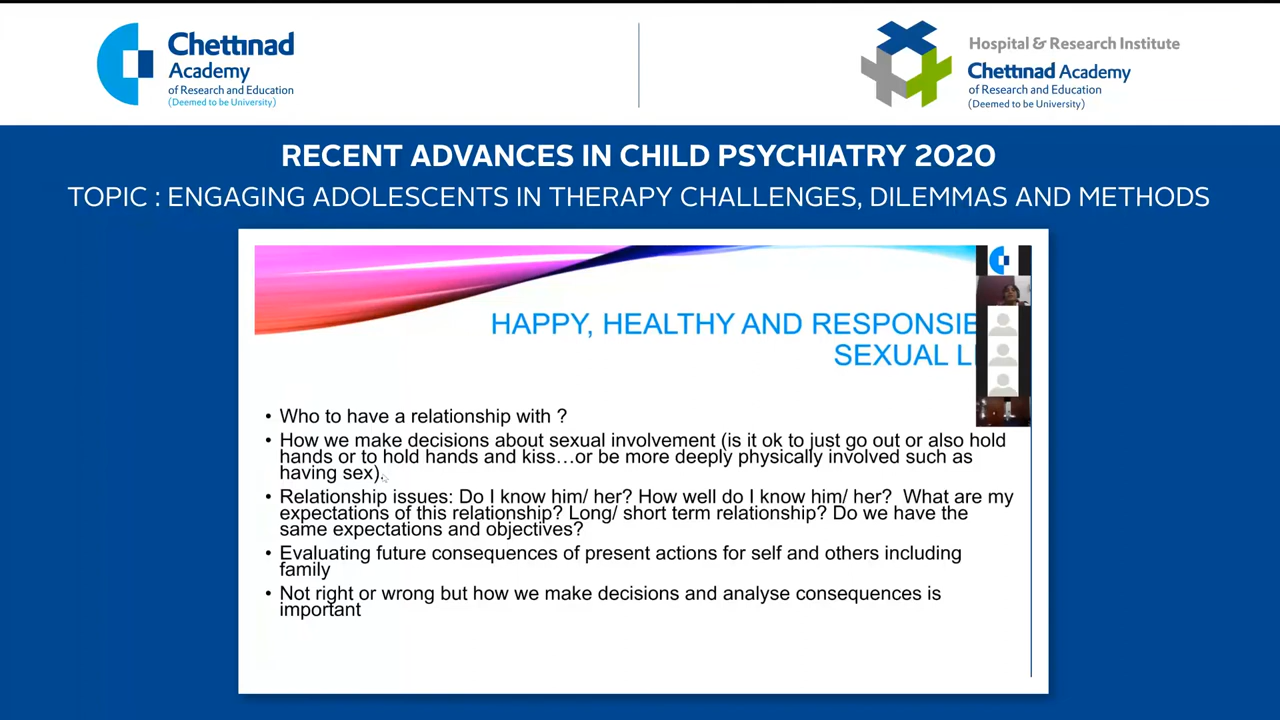 Chettinad
Academy
of Research and Education
(Deemed to be University)
Hospital & Research Institute
Chettinad Academy
of Research and Education
(Deemed to be University)
RECENT ADVANCES IN CHILD PSYCHIATRY 2020
TOPIC : ENGAGING ADOLESCENTS IN THERAPY CHALLENGES, DILEMMAS AND METHODS
HAPPY, HEALTHY AND
SEXUAL
• Who to have a relationship with ?
• How we make decisions about sexual involvement (is it ok to just go out or also hold
hands or to hold hands and kiss…or be more deeply physically involved such as
having sex).
• Relationship issues: Do I know him/ her? How well do I know him/ her? What are my
expectations of this relationship? Long/ short term relationship? Do we have the
same expectations and objectives?
• Evaluating future consequences of present actions for self and others including
family
• Not right or wrong but how we make decisions and analyse consequences is
important